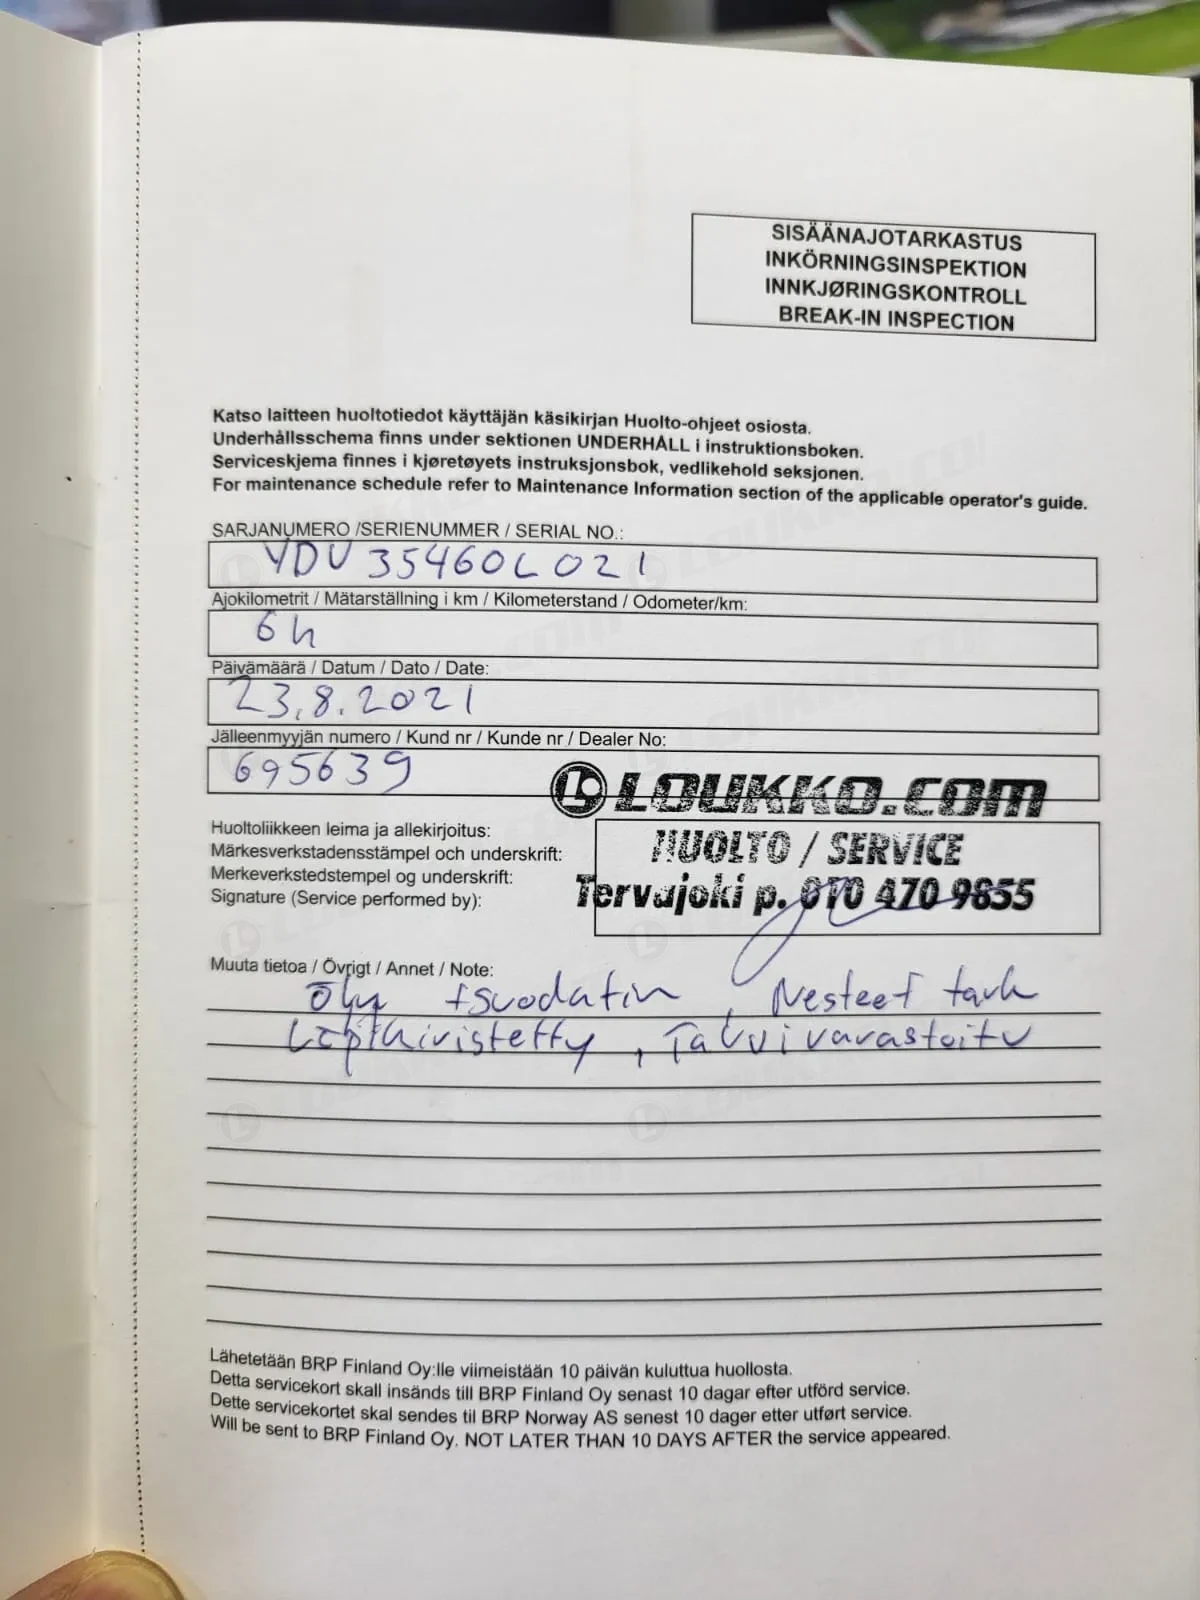 SISÄÄNAJOTARKASTUS
INKÖRNINGSINSPEKTION
INNKJØRINGSKONTROLL
BREAK-IN INSPECTION
Katso laitteen huoltotiedot käyttäjän käsikirjan Huolto-ohjeet osiosta.
Underhållsschema finns under sektionen UNDERHÅLL i instruktionsboken.
Serviceskjema finnes i kjøretøyets instruksjonsbok, vedlikehold seksjonen.
For maintenance schedule refer to Maintenance Information section of the applicable operator's guide.
SARJANUMERO /SERIENUMMER / SERIAL NO.:
YDV35460L021
Ajokilometrit / Mätarställning i km / Kilometerstand / Odometer/km:
6h
Päivämäärä / Datum / Dato / Date:
23.8.2021
Jälleenmyyjän numero / Kund nr / Kunde nr / Dealer No:
695639
LOUKKO.COM
Huoltoliikkeen leima ja allekirjoitus:
HUOLTO / SERVICE
Märkesverkstadensstämpel och underskrift:
Merkeverkstedstempel og underskrift:
Tervajoki p. 010 470 9855
Signature (Service performed by):
Muuta tietoa / Övrigt / Annet / Note:
Öljy + suodatin, Nesteet tark
Läpikiristetty, Talvivarastoitu
Lähetetään BRP Finland Oy:lle viimeistään 10 päivän kuluttua huollosta.
Detta servicekort skall insänds till BRP Finland Oy senast 10 dagar efter utförd service.
Dette servicekortet skal sendes til BRP Norway AS senest 10 dager etter utført service.
Will be sent to BRP Finland Oy. NOT LATER THAN 10 DAYS AFTER the service appeared.